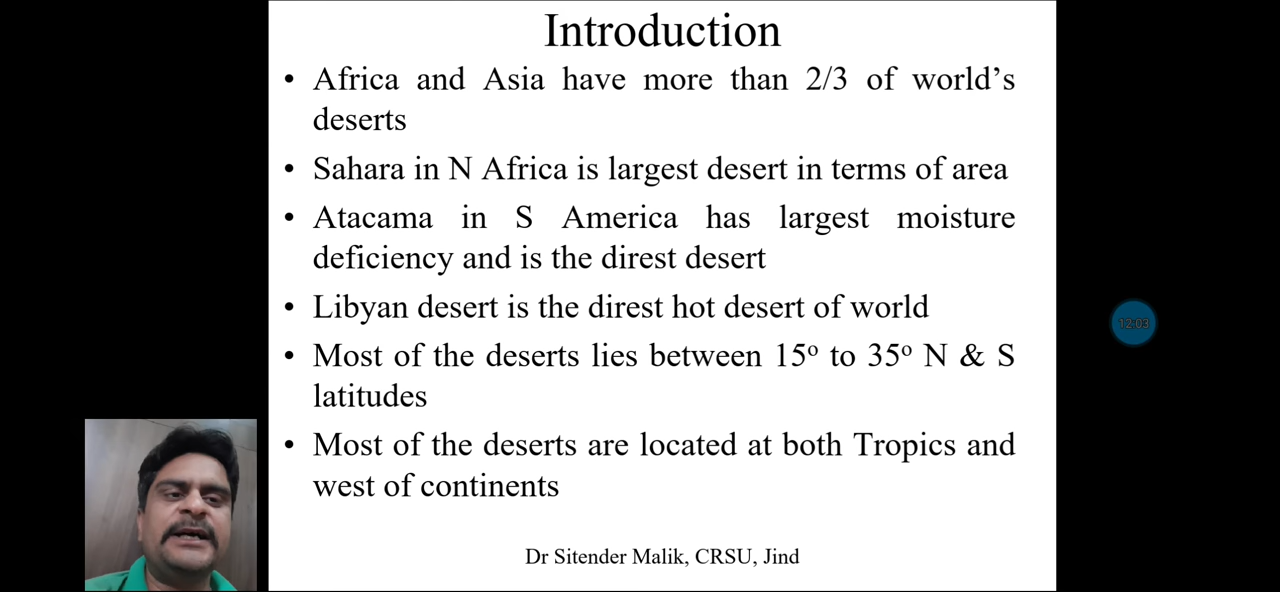 Introduction
• Africa and Asia have more than 2/3 of world’s
deserts
• Sahara in N Africa is largest desert in terms of area
• Atacama in S America has largest moisture
deficiency and is the direst desert
• Libyan desert is the direst hot desert of world
• Most of the deserts lies between 15º to 35º N & S
latitudes
• Most of the deserts are located at both Tropics and
west of continents
Dr Sitender Malik, CRSU, Jind
12:03